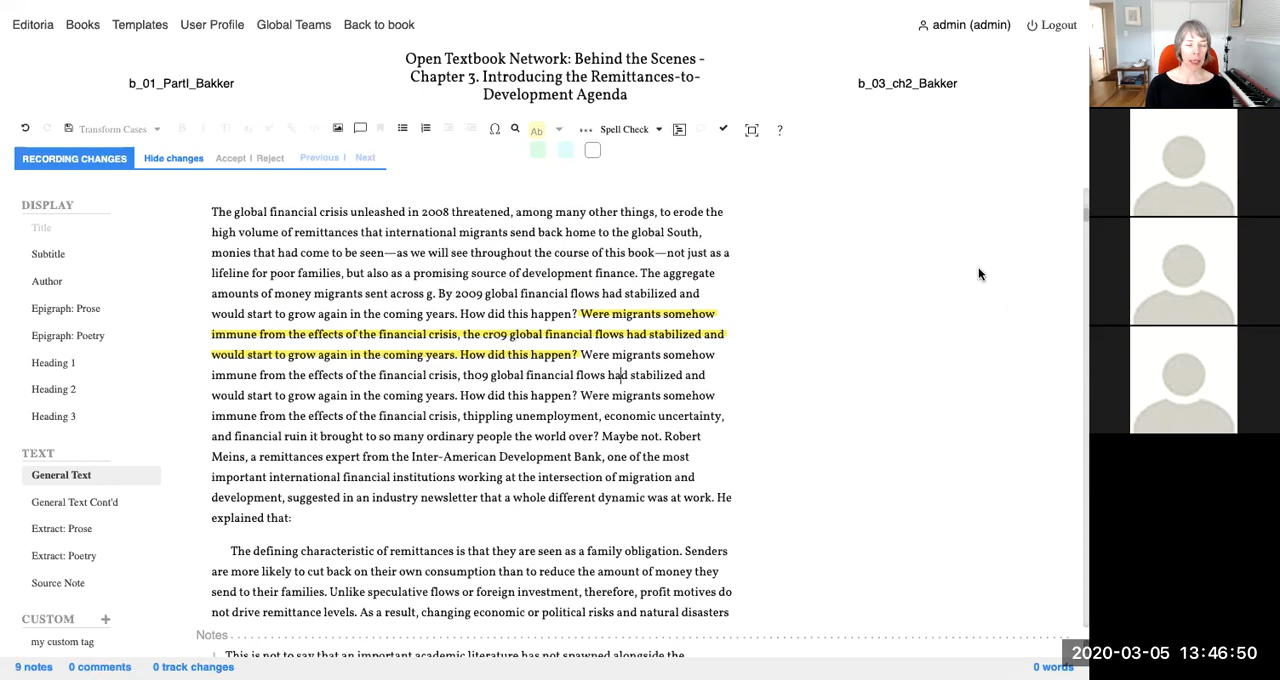 Editoria Books Templates User Profile Global Teams Back to book admin (admin) Logout
b_01_PartI_Bakker
Open Textbook Network: Behind the Scenes -
Chapter 3. Introducing the Remittances-to-
Development Agenda
b_03_ch2_Bakker
Transform Cases Ab Spell Check ?
RECORDING CHANGES Hide changes Accept | Reject Previous | Next
DISPLAY
Title
Subtitle
Author
Epigraph: Prose
Epigraph: Poetry
Heading 1
Heading 2
Heading 3
TEXT
General Text
General Text Cont'd
Extract: Prose
Extract: Poetry
Source Note
CUSTOM +
my custom tag
The global financial crisis unleashed in 2008 threatened, among many other things, to erode the
high volume of remittances that international migrants send back home to the global South,
monies that had come to be seen—as we will see throughout the course of this book—not just as a
lifeline for poor families, but also as a promising source of development finance. The aggregate
amounts of money migrants sent across g. By 2009 global financial flows had stabilized and
would start to grow again in the coming years. How did this happen? Were migrants somehow
immune from the effects of the financial crisis, the cr09 global financial flows had stabilized and
would start to grow again in the coming years. How did this happen? Were migrants somehow
immune from the effects of the financial crisis, th09 global financial flows had stabilized and
would start to grow again in the coming years. How did this happen? Were migrants somehow
immune from the effects of the financial crisis, thippling unemployment, economic uncertainty,
and financial ruin it brought to so many ordinary people the world over? Maybe not. Robert
Meins, a remittances expert from the Inter-American Development Bank, one of the most
important international financial institutions working at the intersection of migration and
development, suggested in an industry newsletter that a whole different dynamic was at work. He
explained that:
The defining characteristic of remittances is that they are seen as a family obligation. Senders
are more likely to cut back on their own consumption than to reduce the amount of money they
send to their families. Unlike speculative flows or foreign investment, therefore, profit motives do
not drive remittance levels. As a result, changing economic or political risks and natural disasters
Notes
This is not to say that an important academic literature has not spawned alongside the
9 notes 0 comments 0 track changes 0 words
2020-03-05 13:46:50